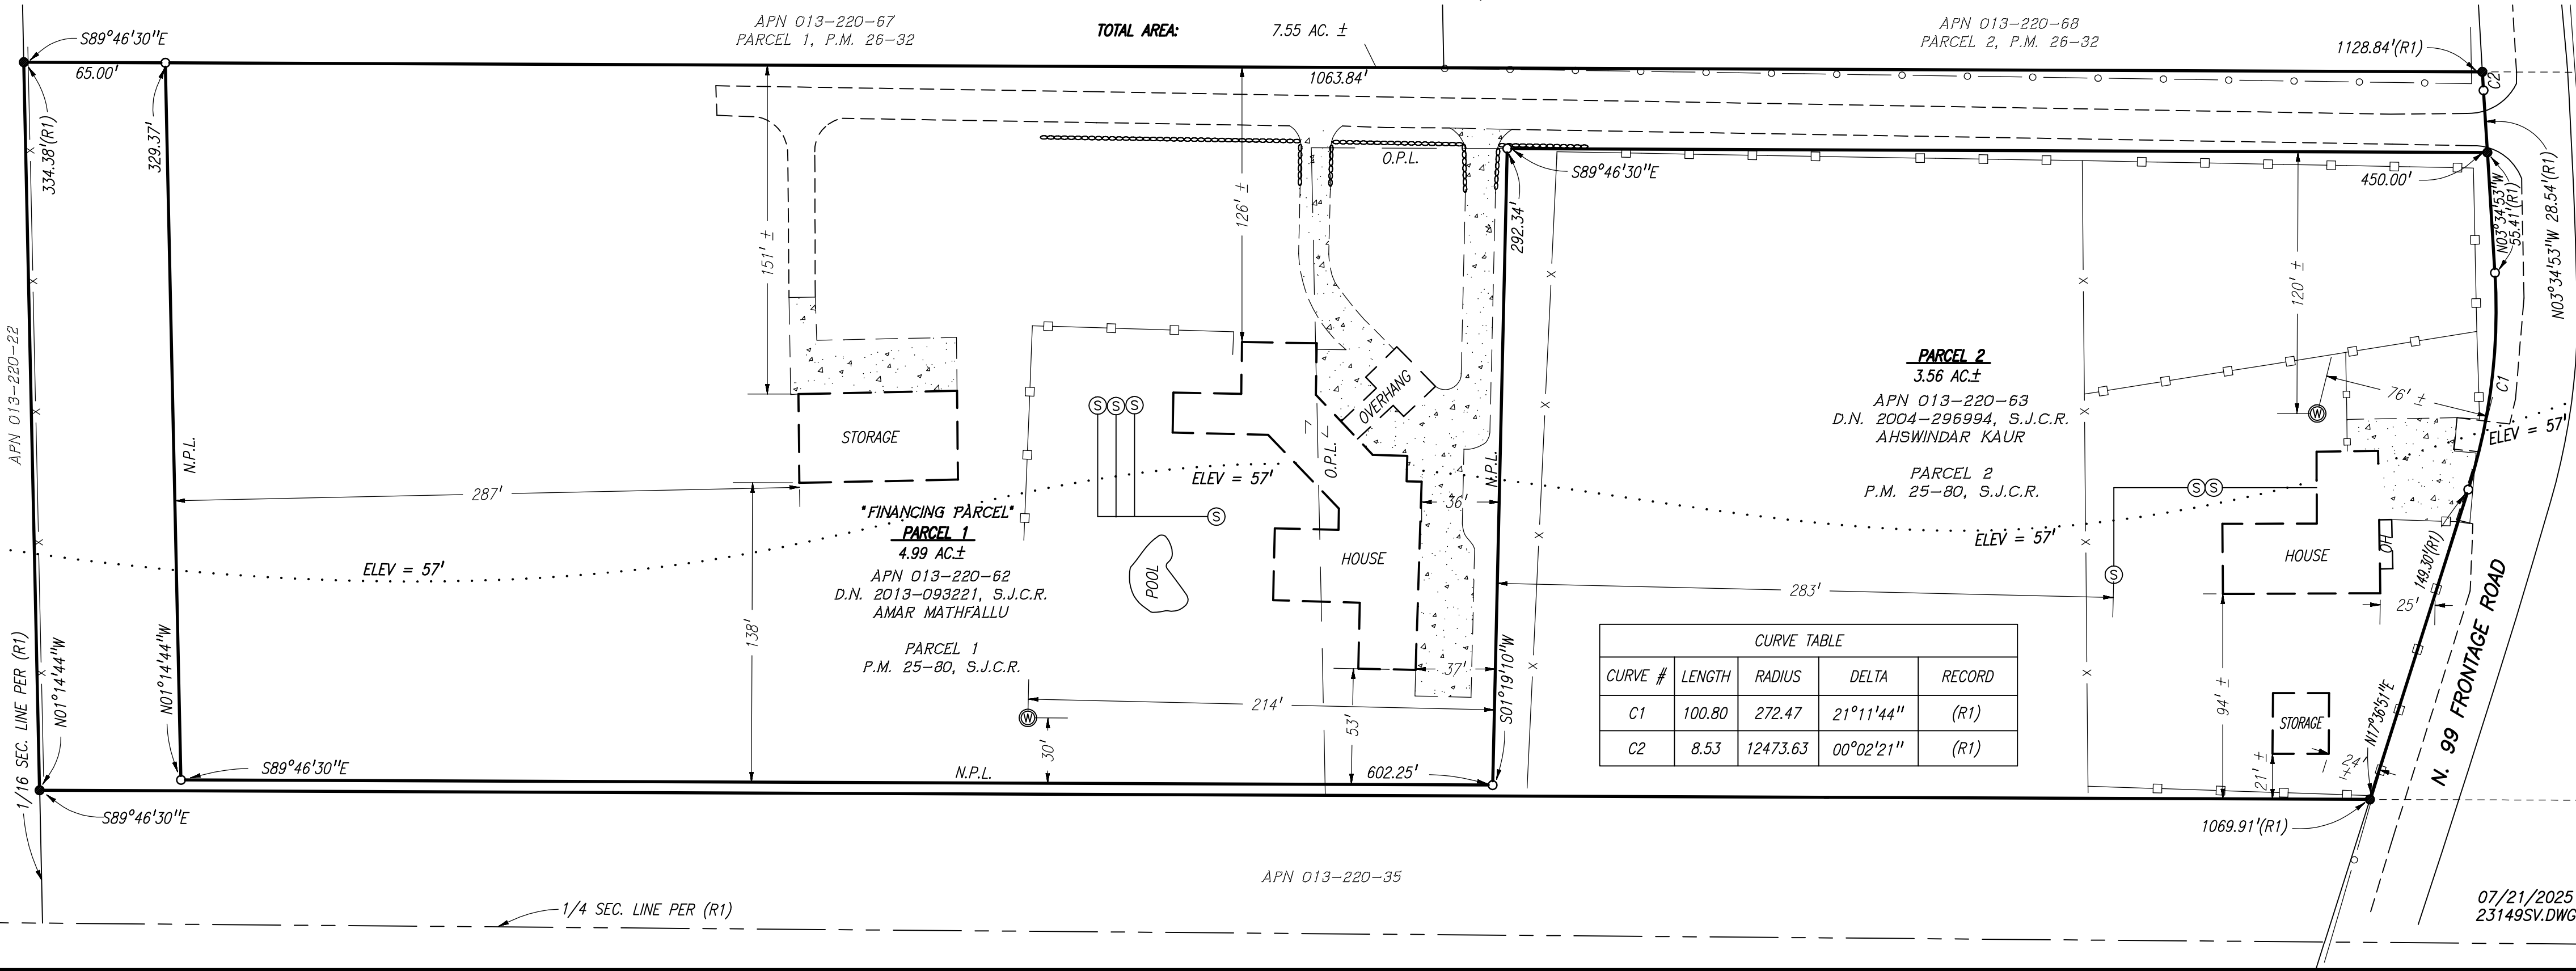 APN 013-220-67
PARCEL 1, P.M. 26-32
TOTAL AREA: 7.55 AC. ±
APN 013-220-68
PARCEL 2, P.M. 26-32
1128.84'(R1)
S89°46'30"E
65.00'
1063.84'
C2
334.38'(R1)
329.37'
151' ±
126' ±
O.P.L.
292.34'
S89°46'30"E
450.00'
120' ±
N03°34'53"W
55.41'(R1)
N03°34'53"W 28.54'(R1)
APN 013-220-22
N.P.L.
287'
STORAGE
S
S
S
S
OVERHANG
O.P.L.
N.P.L.
ELEV = 57'
36'
PARCEL 2
3.56 AC.±
APN 013-220-63
D.N. 2004-296994, S.J.C.R.
AHSWINDAR KAUR
PARCEL 2
P.M. 25-80, S.J.C.R.
76' ±
W
C1
ELEV = 57'
S
S
S
ELEV = 57'
HOUSE
OH
149.30'(R1)
25'
ELEV = 57'
"FINANCING PARCEL"
PARCEL 1
4.99 AC.±
APN 013-220-62
D.N. 2013-093221, S.J.C.R.
AMAR MATHFALLU
PARCEL 1
P.M. 25-80, S.J.C.R.
POOL
HOUSE
283'
138'
37'
214'
W
30'
53'
S01°19'10"W
CURVE TABLE
CURVE # LENGTH RADIUS DELTA RECORD
C1 100.80 272.47 21°11'44" (R1)
C2 8.53 12473.63 00°02'21" (R1)
94' ±
STORAGE
21' ±
24' ±
N17°36'51"E
N. 99 FRONTAGE ROAD
1/16 SEC. LINE PER (R1)
N01°14'44"W
N01°14'44"W
S89°46'30"E
N.P.L.
602.25'
S89°46'30"E
1069.91'(R1)
APN 013-220-35
1/4 SEC. LINE PER (R1)
07/21/2025
23149SV.DWG